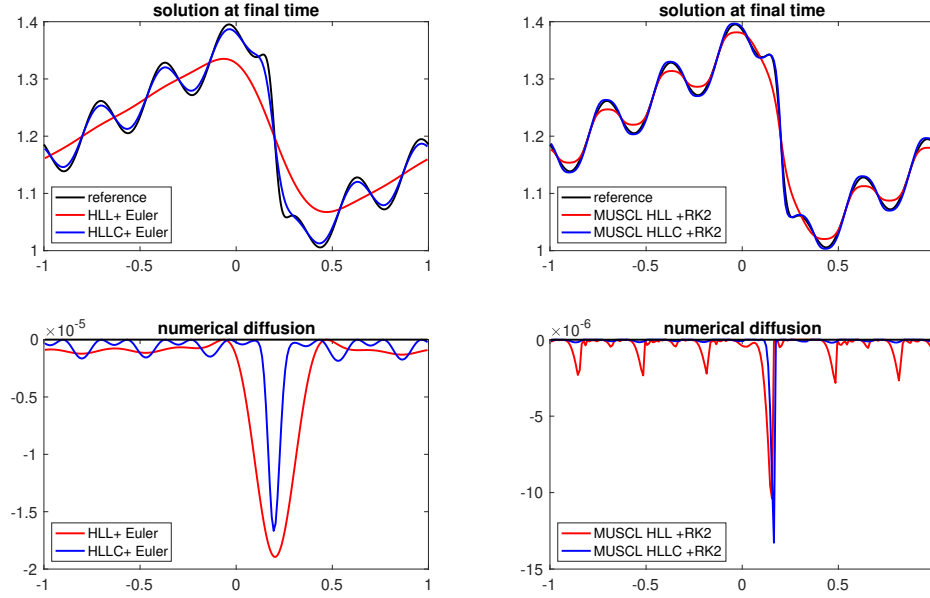 solution at final time
1.4
1.3
1.2
1.1
1
reference
HLL+ Euler
HLLC+ Euler
-1
-0.5
0
0.5
1
solution at final time
1.4
1.3
1.2
1.1
1
reference
MUSCL HLL +RK2
MUSCL HLLC +RK2
-1
-0.5
0
0.5
×10⁻⁵
numerical diffusion
0
-0.5
-1
-1.5
-2
HLL+ Euler
HLLC+ Euler
-1
-0.5
0
0.5
1
×10⁻⁶
numerical diffusion
0
-5
-10
-15
MUSCL HLL +RK2
MUSCL HLLC +RK2
-1
-0.5
0
0.5